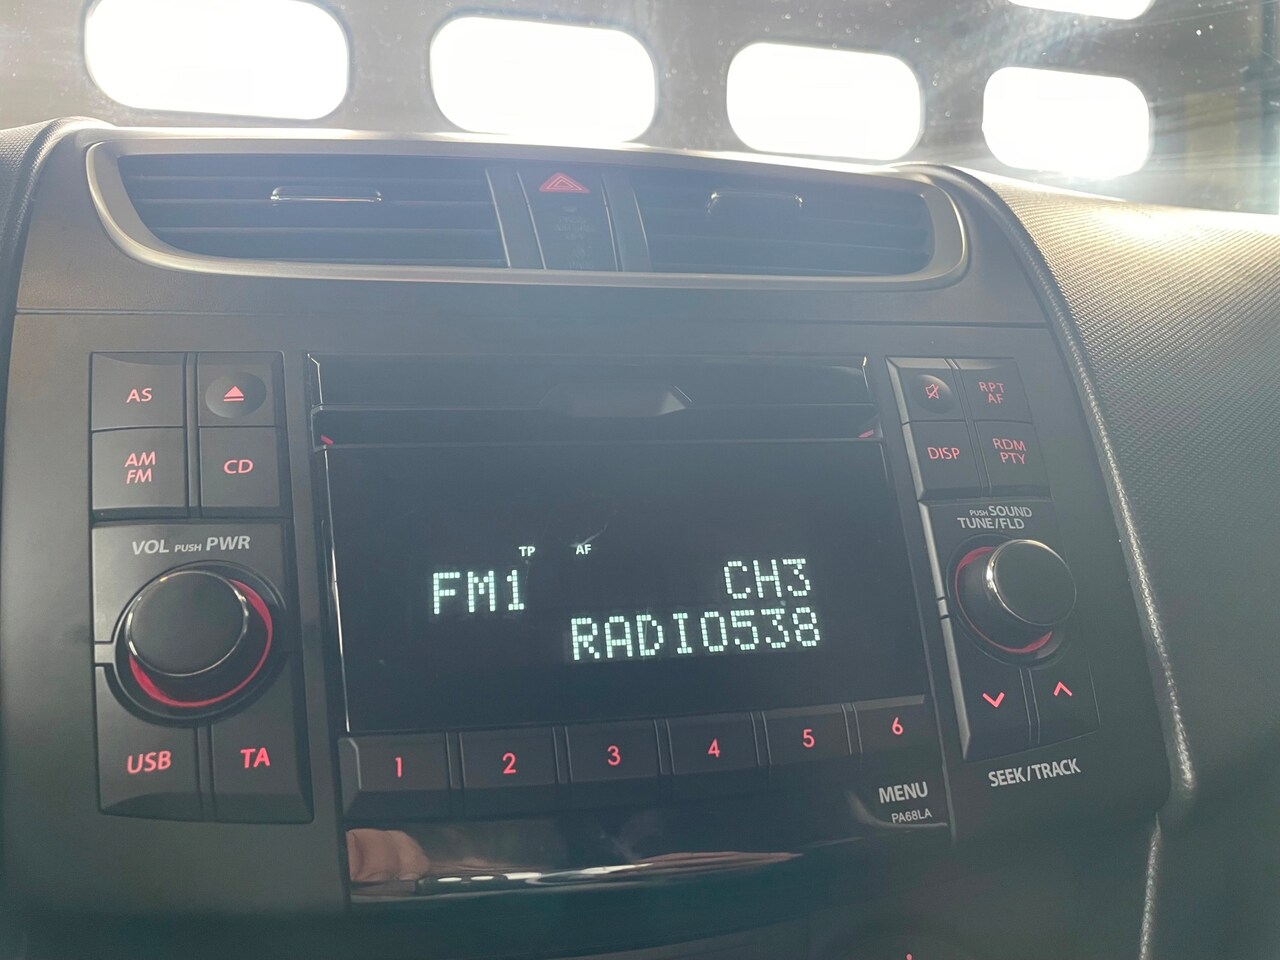 AS
AM
FM
CD
VOL PUSH PWR
USB
TA
TP AF
FM1 CH3
RADIO538
1 2 3 4 5 6
MENU
PA68LA
RPT
AF
DISP
RDM
PTY
PUSH SOUND
TUNE/FLD
SEEK/TRACK